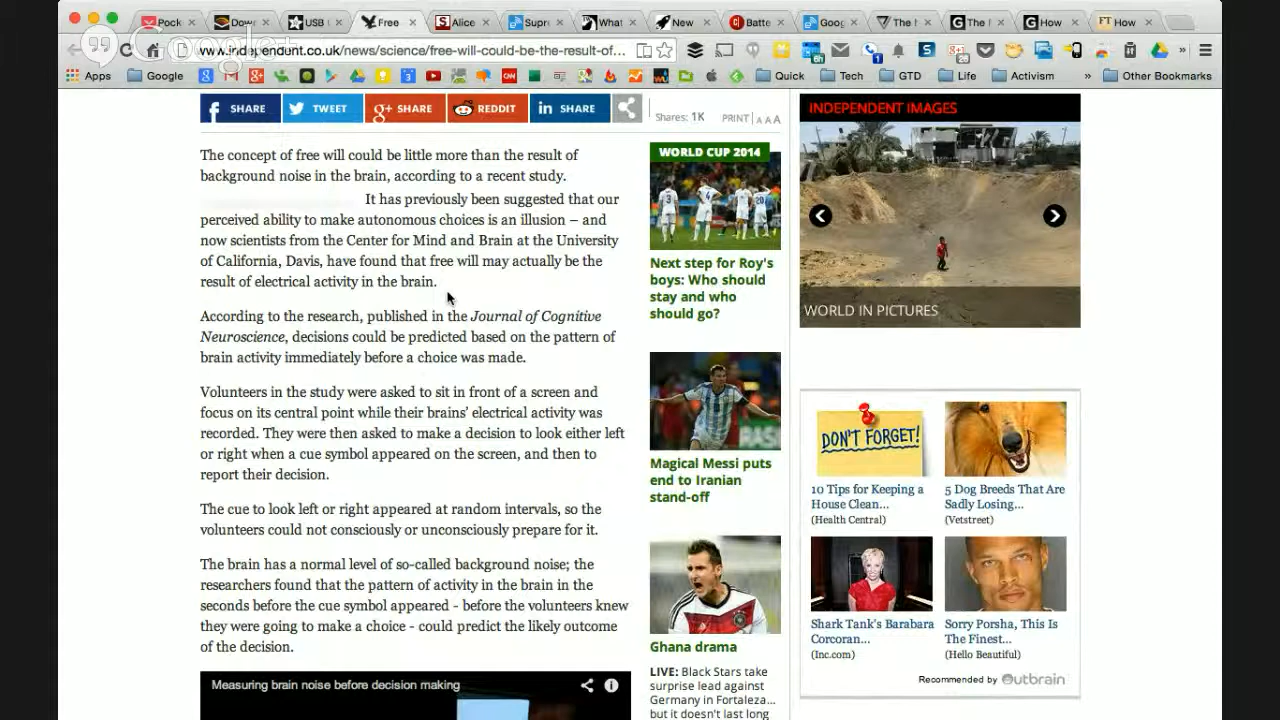 Pock
Dow
USB
Free
Alice
Supr
What
New
Batte
Goog
The I
The
How
How
Google+
www.independent.co.uk/news/science/free-will-could-be-the-result-of...
Apps
Google
Quick
Tech
GTD
Life
Activism
»
Other Bookmarks
SHARE
TWEET
SHARE
REDDIT
SHARE
Shares: 1K
PRINT
A A A
The concept of free will could be little more than the result of
background noise in the brain, according to a recent study.
It has previously been suggested that our
perceived ability to make autonomous choices is an illusion – and
now scientists from the Center for Mind and Brain at the University
of California, Davis, have found that free will may actually be the
result of electrical activity in the brain.
According to the research, published in the Journal of Cognitive
Neuroscience, decisions could be predicted based on the pattern of
brain activity immediately before a choice was made.
Volunteers in the study were asked to sit in front of a screen and
focus on its central point while their brains' electrical activity was
recorded. They were then asked to make a decision to look either left
or right when a cue symbol appeared on the screen, and then to
report their decision.
The cue to look left or right appeared at random intervals, so the
volunteers could not consciously or unconsciously prepare for it.
The brain has a normal level of so-called background noise; the
researchers found that the pattern of activity in the brain in the
seconds before the cue symbol appeared - before the volunteers knew
they were going to make a choice - could predict the likely outcome
of the decision.
Measuring brain noise before decision making
WORLD CUP 2014
Next step for Roy's
boys: Who should
stay and who
should go?
Magical Messi puts
end to Iranian
stand-off
Ghana drama
LIVE: Black Stars take
surprise lead against
Germany in Fortaleza...
but it doesn't last long
INDEPENDENT IMAGES
WORLD IN PICTURES
DON'T FORGET!
10 Tips for Keeping a
House Clean...
(Health Central)
5 Dog Breeds That Are
Sadly Losing...
(Vetstreet)
Shark Tank's Barabara
Corcoran...
(Inc.com)
Sorry Porsha, This Is
The Finest...
(Hello Beautiful)
Recommended by Outbrain